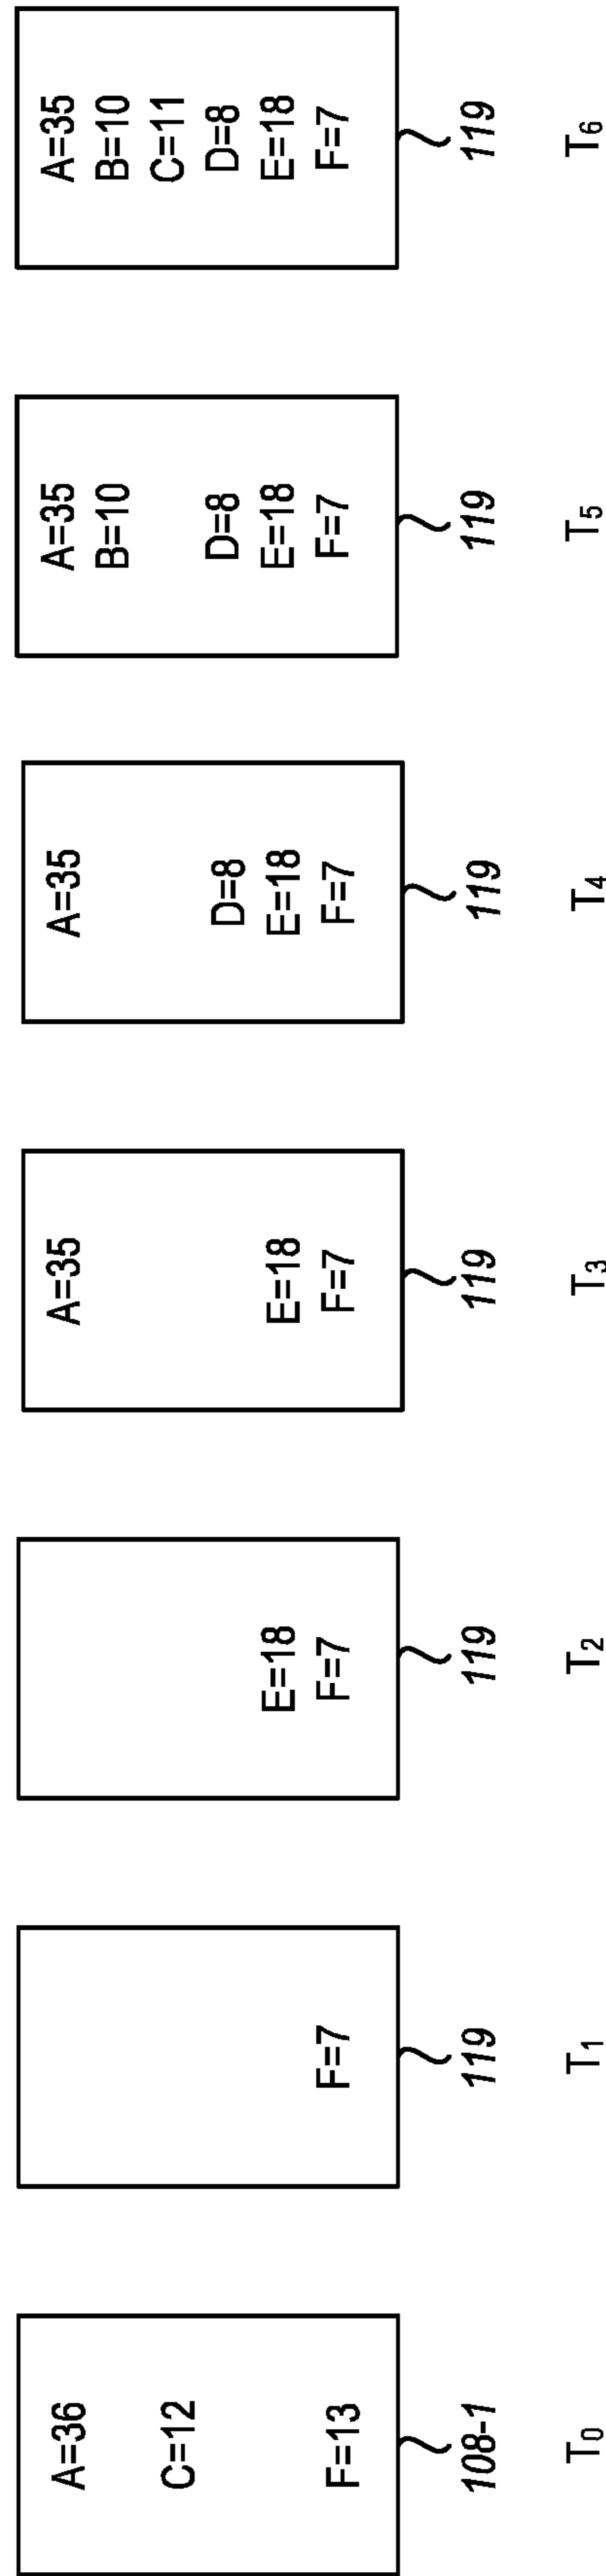 A=36
C=12
F=13
108-1
T0
F=7
119
T1
E=18
F=7
119
T2
A=35
E=18
F=7
119
T3
A=35
D=8
E=18
F=7
119
T4
A=35
B=10
D=8
E=18
F=7
119
T5
A=35
B=10
C=11
D=8
E=18
F=7
119
T6